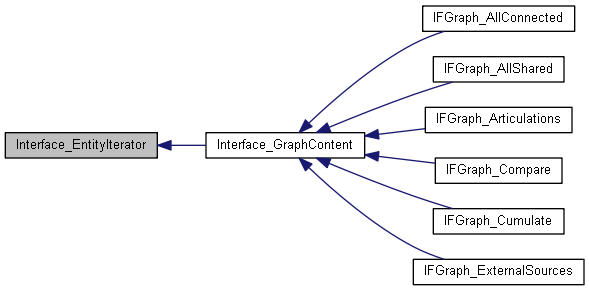 IFGraph_AllConnected
IFGraph_AllShared
IFGraph_Articulations
Interface_EntityIterator
Interface_GraphContent
IFGraph_Compare
IFGraph_Cumulate
IFGraph_ExternalSources